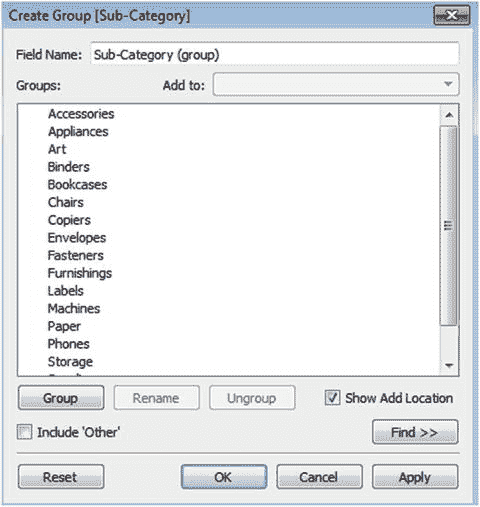 Create Group [Sub-Category]
Field Name: Sub-Category (group)
Groups: Add to:
Accessories
Appliances
Art
Binders
Bookcases
Chairs
Copiers
Envelopes
Fasteners
Furnishings
Labels
Machines
Paper
Phones
Storage
Group Rename Ungroup Show Add Location
Include 'Other' Find >>
Reset OK Cancel Apply